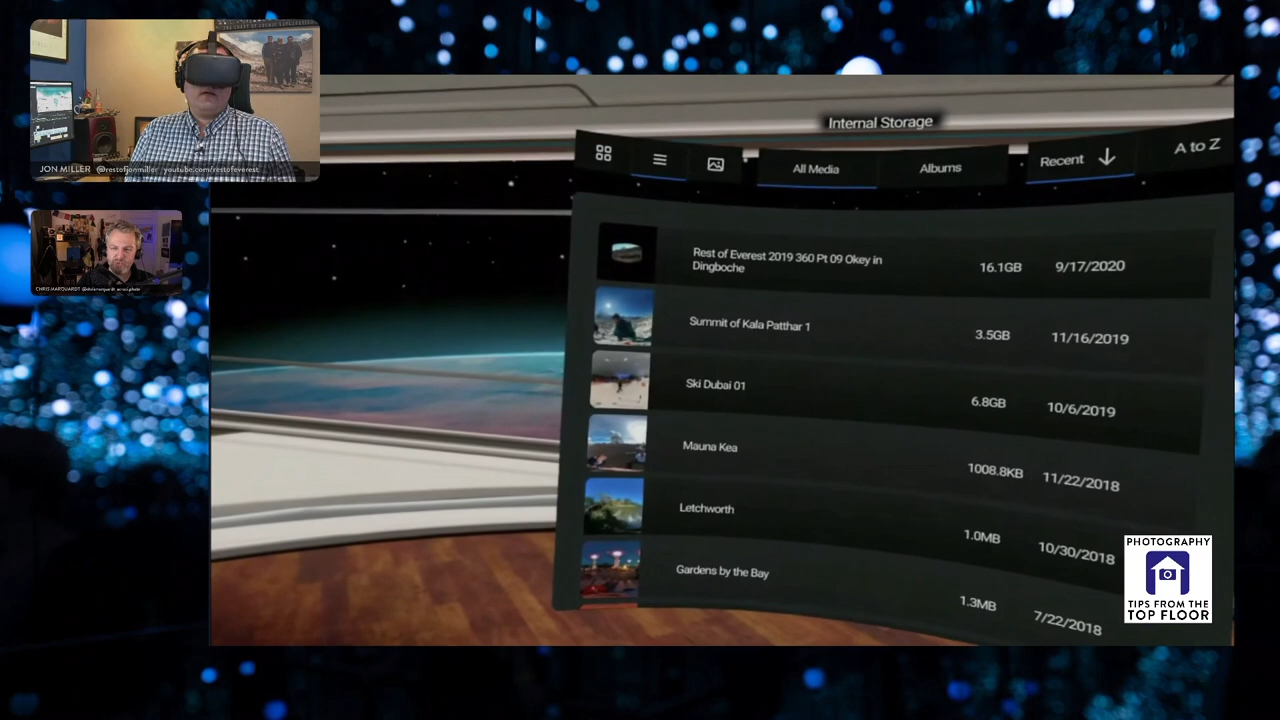 JON MILLER @restofjonmiller youtube.com/restofeverest
CHRIS MARQUARDT
Internal Storage
All Media
Albums
Recent
A to Z
Rest of Everest 2019 360 Pt 09 Okey in
Dingboche
16.1GB
9/17/2020
Summit of Kala Patthar 1
3.5GB
11/16/2019
Ski Dubai 01
6.8GB
10/6/2019
Mauna Kea
1008.8KB
11/22/2018
Letchworth
1.0MB
10/30/2018
Gardens by the Bay
1.3MB
7/22/2018
PHOTOGRAPHY
TIPS FROM THE
TOP FLOOR